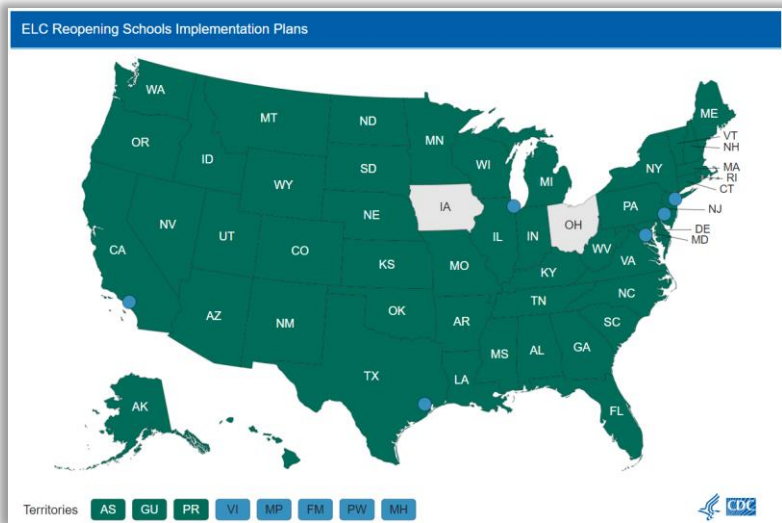 ELC Reopening Schools Implementation Plans
WA
MT
ND
MN
ME
VT
NH
OR
ID
SD
WI
MI
NY
MA
RI
CT
WY
IA
NE
PA
NJ
NV
UT
CO
IL
IN
OH
DE
MD
CA
KS
MO
WV
VA
KY
AZ
NM
OK
AR
TN
NC
SC
MS
AL
GA
TX
LA
FL
AK
Territories AS GU PR VI MP FM PW MH
CDC